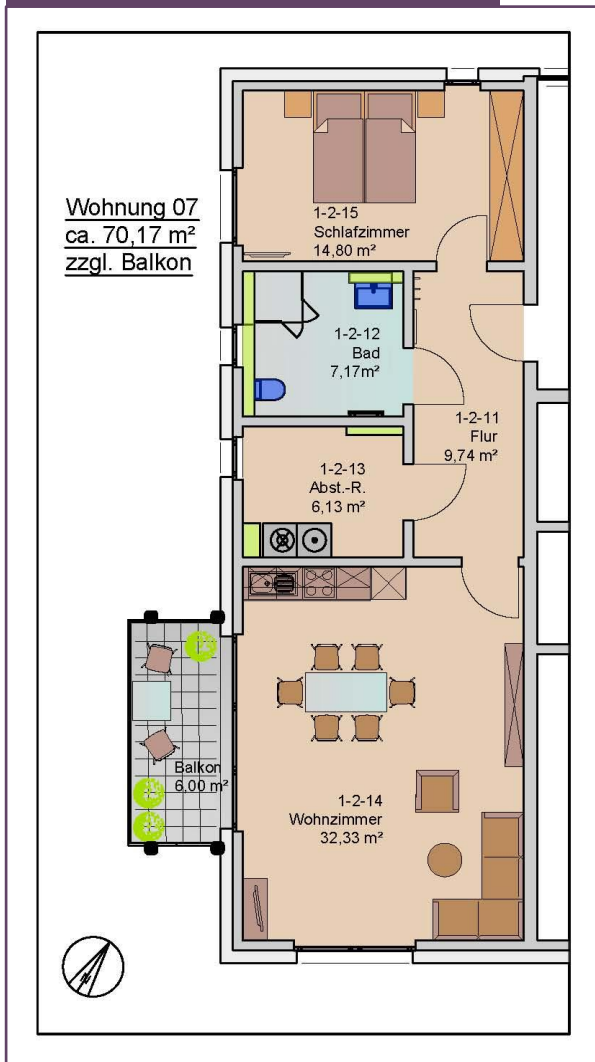 Wohnung 07
ca. 70,17 m²
zzgl. Balkon
1-2-15
Schlafzimmer
14,80 m²
1-2-12
Bad
7,17m²
1-2-11
Flur
9,74 m²
1-2-13
Abst.-R.
6,13 m²
Balkon
6,00 m²
1-2-14
Wohnzimmer
32,33 m²
N